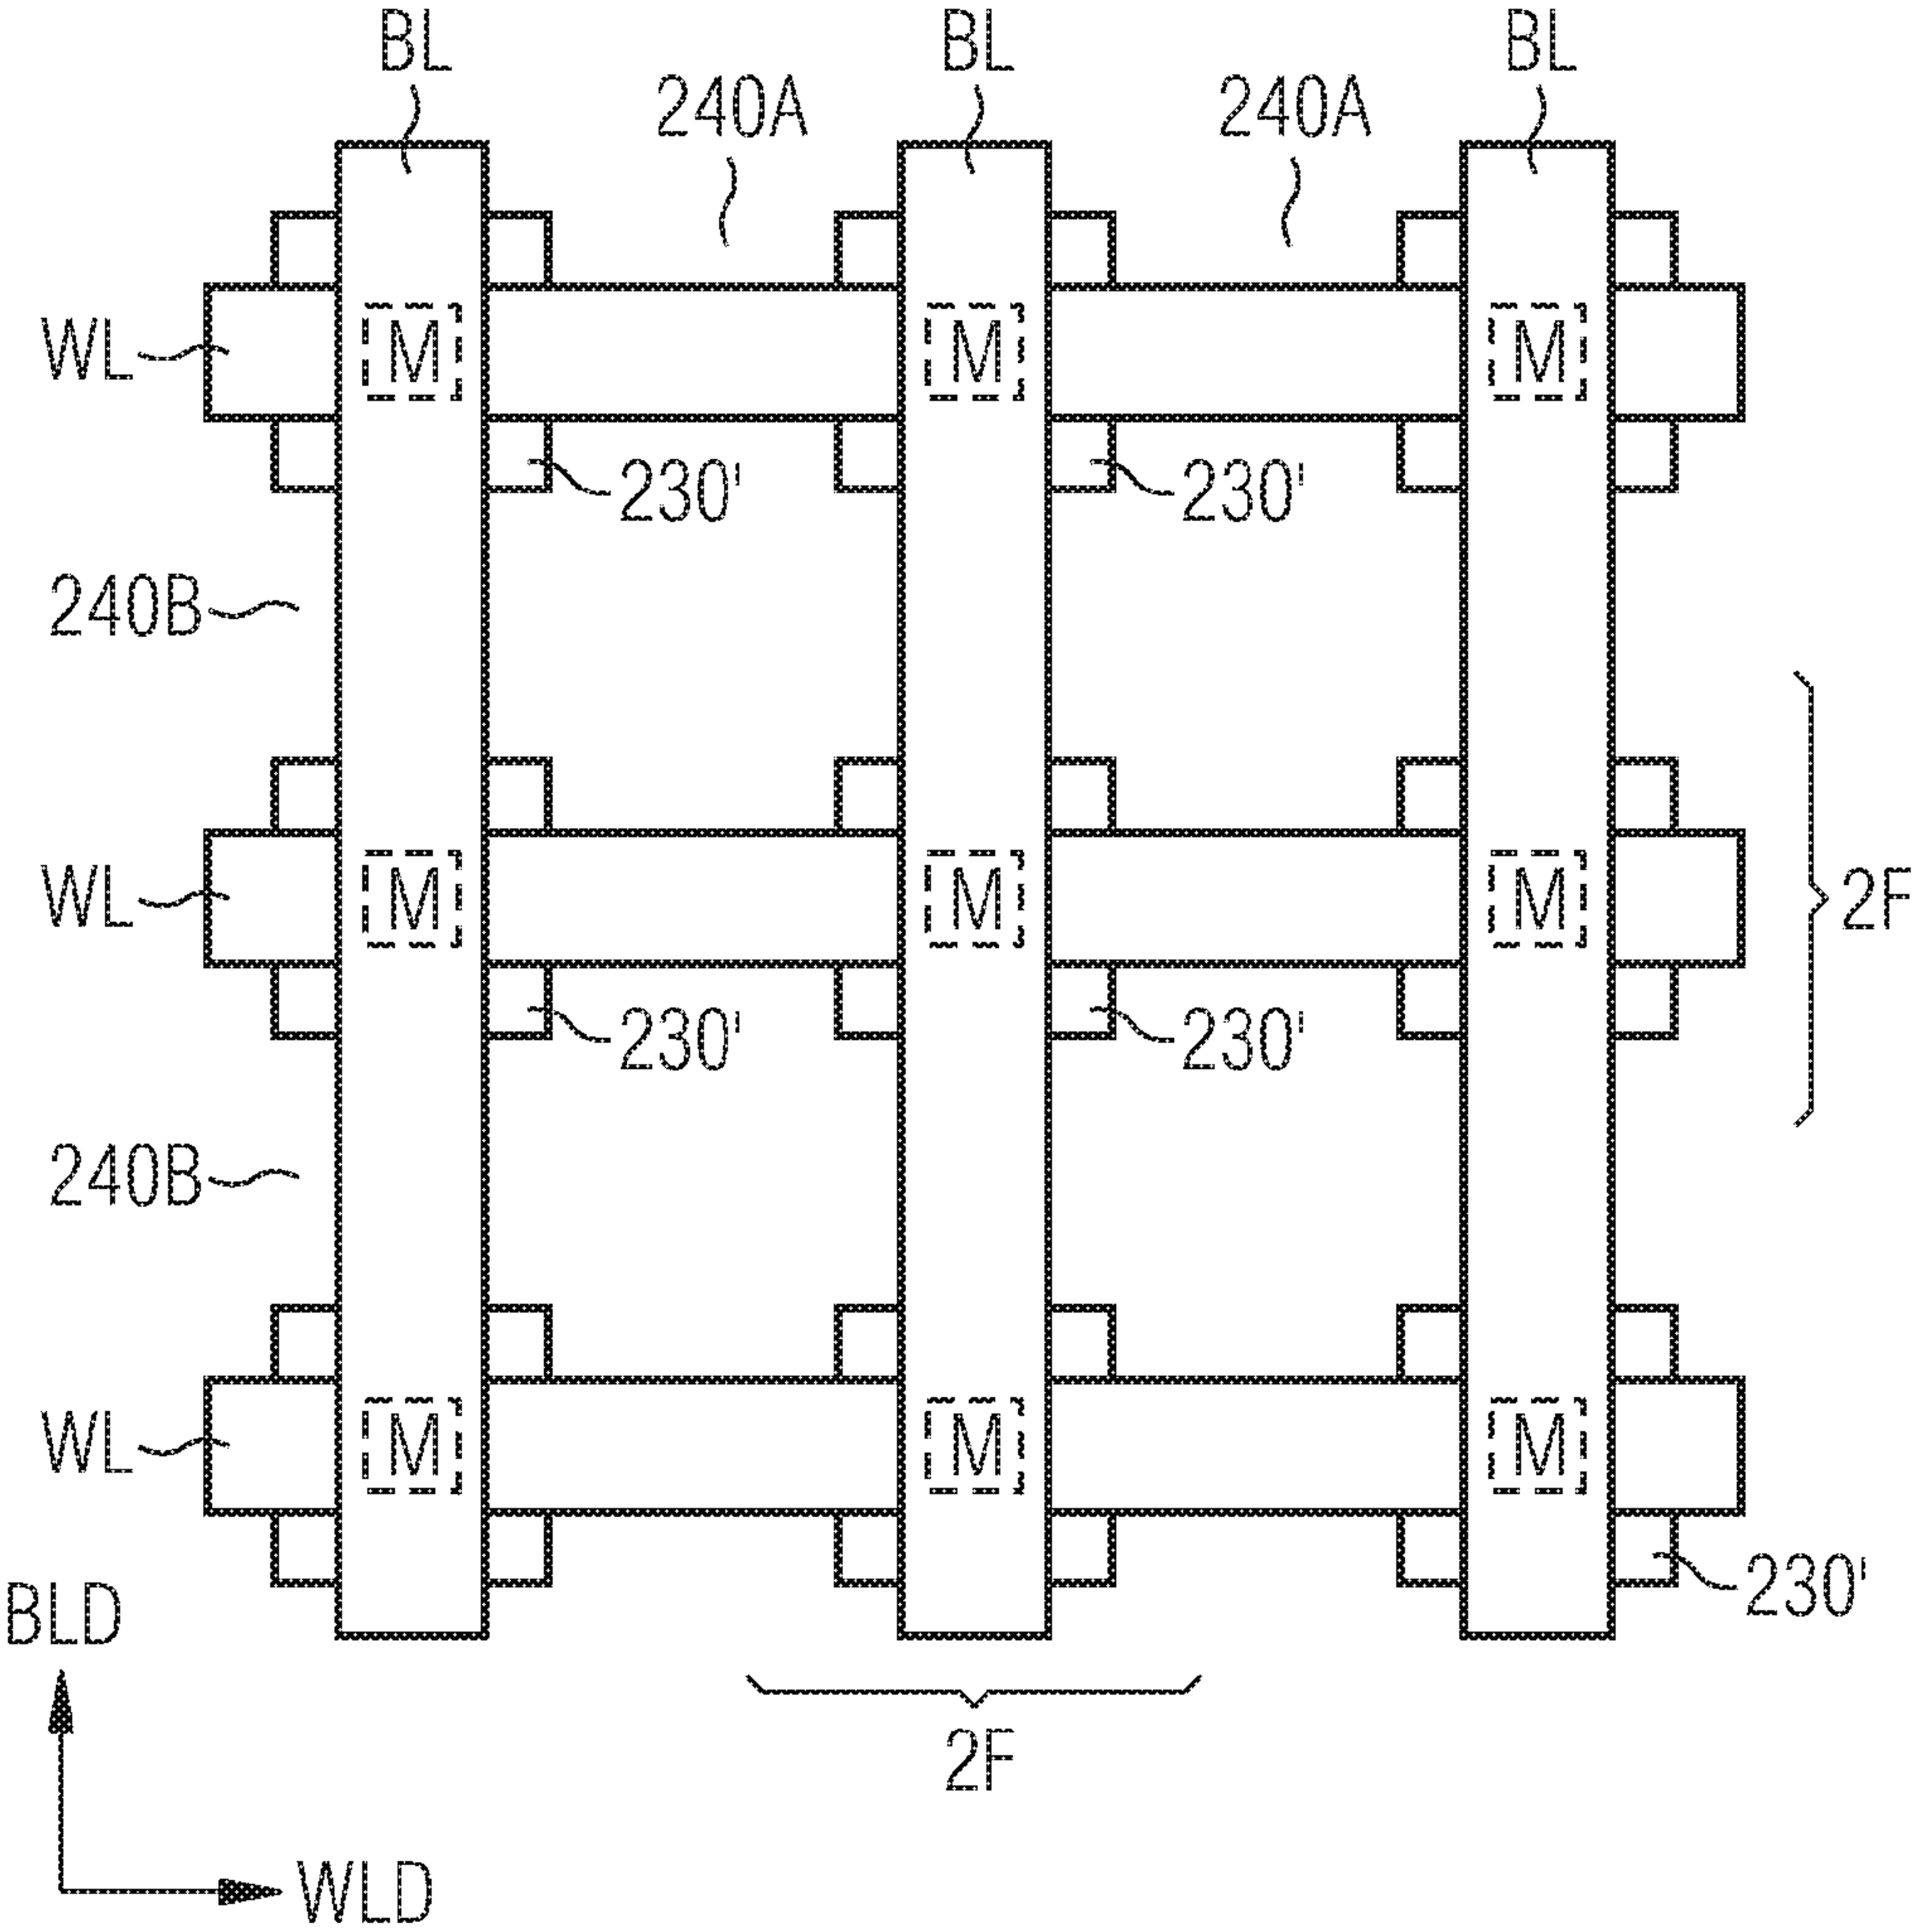 BL BL BL
240A 240A
WL M M M
230' 230'
240B
WL M M M
2F
230' 230'
240B
WL M M M
230'
BLD
2F
WLD